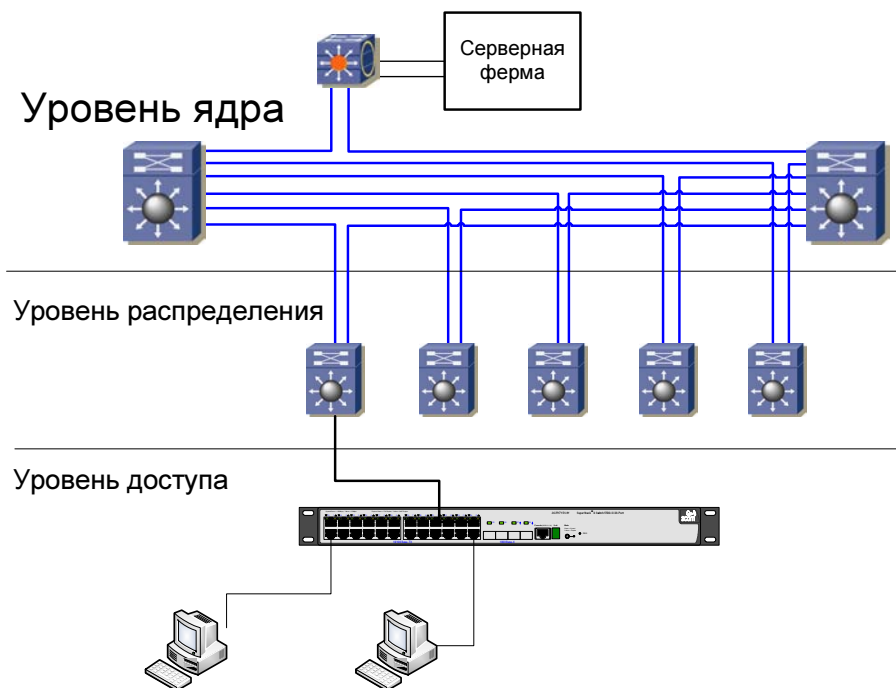 Серверная
ферма
Уровень ядра
Уровень распределения
Уровень доступа